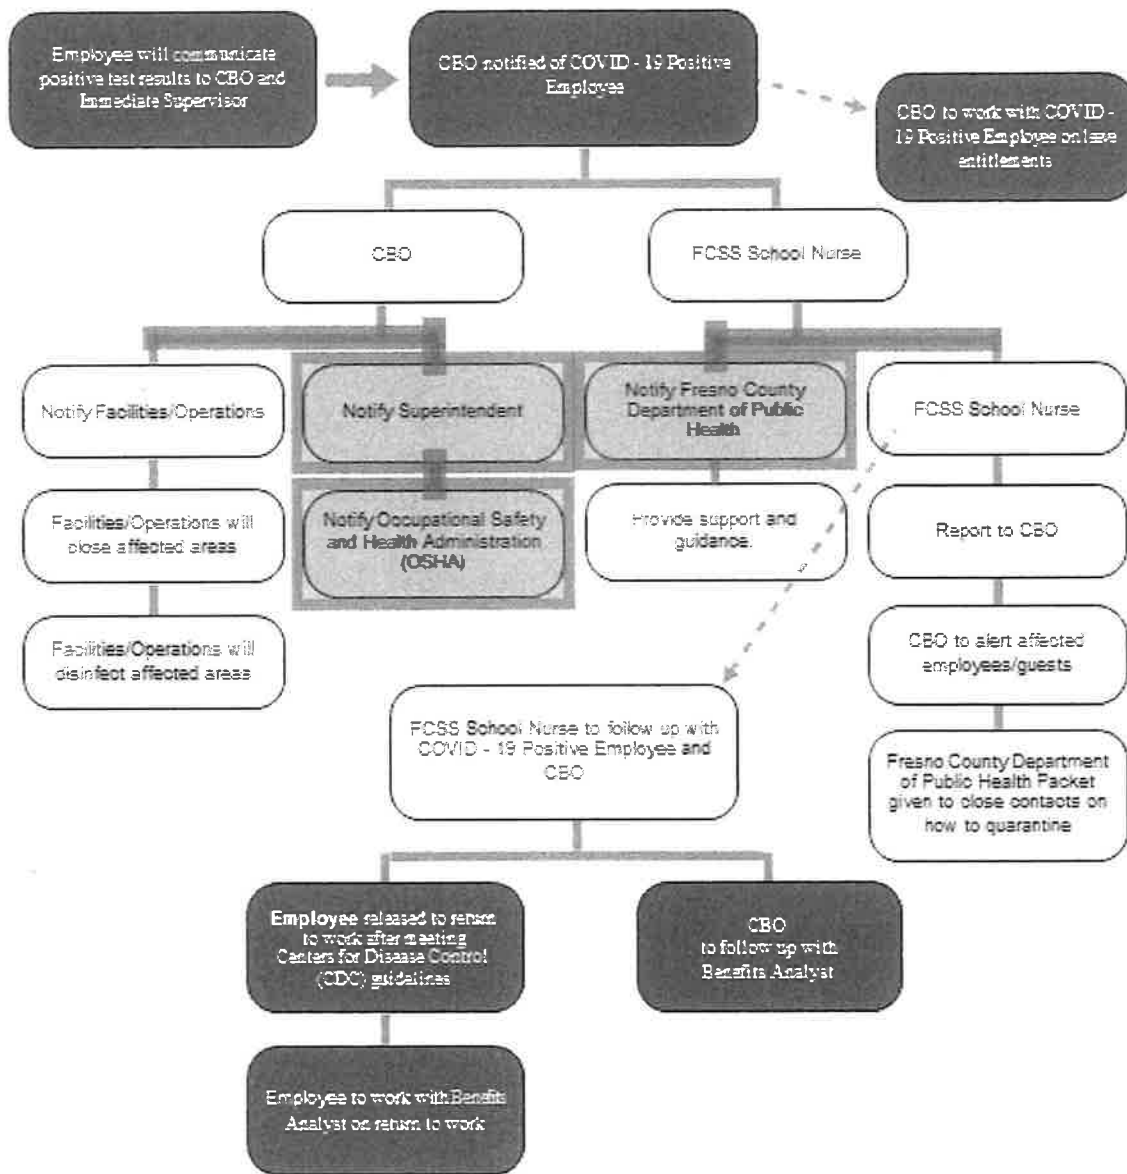 Employee will communicate
positive test results to CBO and
Immediate Supervisor
CBO notified of COVID - 19 Positive
Employee
CBO to work with COVID -
19 Positive Employee on leave
entitlements
CBO
FCSS School Nurse
Notify Facilities/Operations
Notify Superintendent
Notify Fresno County
Department of Public
Health
FCSS School Nurse
Facilities/Operations will
close affected areas
Notify Occupational Safety
and Health Administration
(OSHA)
Provide support and
guidance.
Report to CBO
Facilities/Operations will
disinfect affected areas
CBO to alert affected
employees/guests
FCSS School Nurse to follow up with
COVID - 19 Positive Employee and
CBO
Fresno County Department
of Public Health Packet
given to close contacts on
how to quarantine
Employee released to return
to work after meeting
Centers for Disease Control
(CDC) guidelines
CBO
to follow up with
Benefits Analyst
Employee to work with Benefits
Analyst on return to work